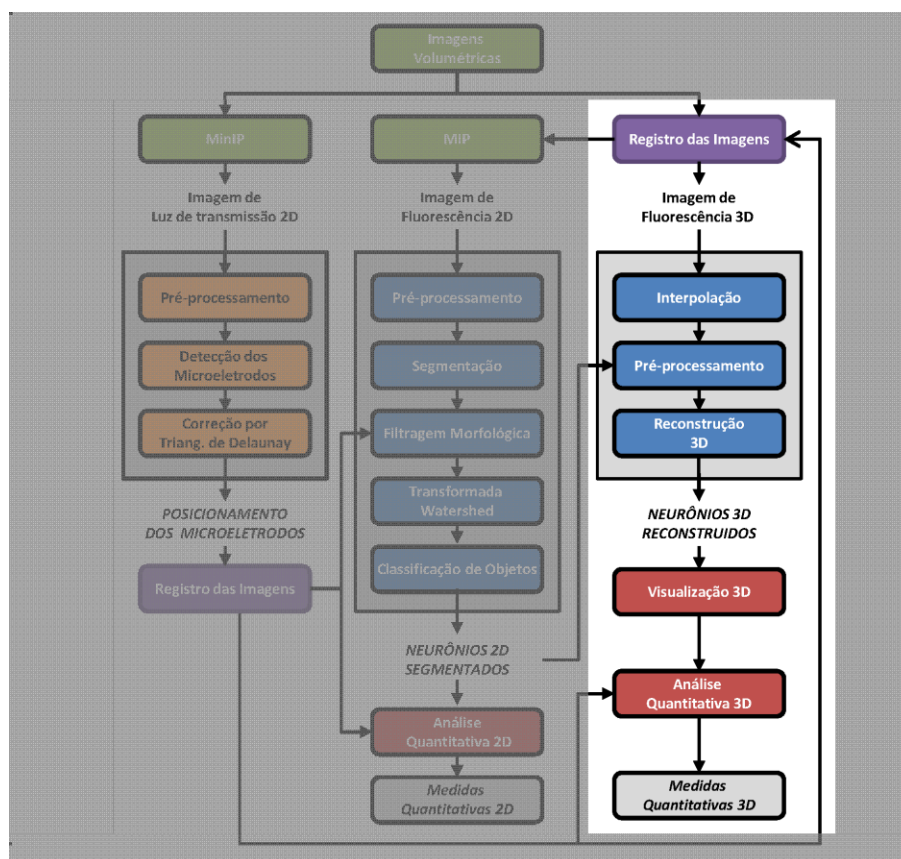 Imagens
Volumétricas
MinIP
Imagem de
Luz de transmissão 2D
Pré-processamento
Detecção dos
Microeletrodos
Correção por
Triang. de Delaunay
POSICIONAMENTO
DOS MICROELETRODOS
Registro das Imagens
MIP
Imagem de
Fluorescência 2D
Pré-processamento
Segmentação
Filtragem Morfológica
Transformada
Watershed
Classificação de Objetos
NEURÔNIOS 2D
SEGMENTADOS
Análise
Quantitativa 2D
Medidas
Quantitativas 2D
Registro das Imagens
Imagem de
Fluorescência 3D
Interpolação
Pré-processamento
Reconstrução
3D
NEURÔNIOS 3D
RECONSTRUIDOS
Visualização 3D
Análise
Quantitativa 3D
Medidas
Quantitativas 3D